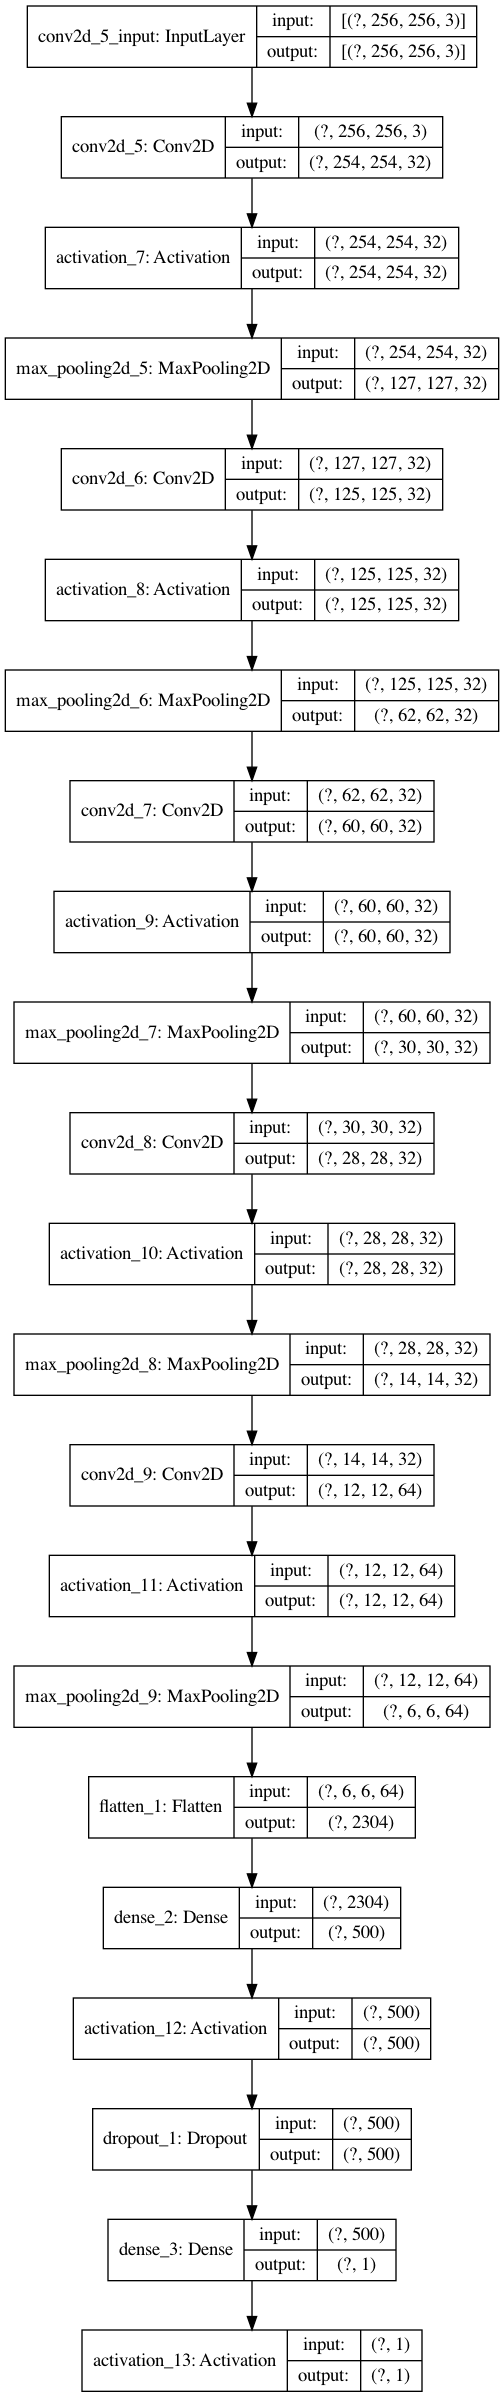 conv2d_5_input: InputLayer
input:
[(?, 256, 256, 3)]
output:
[(?, 256, 256, 3)]
conv2d_5: Conv2D
input:
(?, 256, 256, 3)
output:
(?, 254, 254, 32)
activation_7: Activation
input:
(?, 254, 254, 32)
output:
(?, 254, 254, 32)
max_pooling2d_5: MaxPooling2D
input:
(?, 254, 254, 32)
output:
(?, 127, 127, 32)
conv2d_6: Conv2D
input:
(?, 127, 127, 32)
output:
(?, 125, 125, 32)
activation_8: Activation
input:
(?, 125, 125, 32)
output:
(?, 125, 125, 32)
max_pooling2d_6: MaxPooling2D
input:
(?, 125, 125, 32)
output:
(?, 62, 62, 32)
conv2d_7: Conv2D
input:
(?, 62, 62, 32)
output:
(?, 60, 60, 32)
activation_9: Activation
input:
(?, 60, 60, 32)
output:
(?, 60, 60, 32)
max_pooling2d_7: MaxPooling2D
input:
(?, 60, 60, 32)
output:
(?, 30, 30, 32)
conv2d_8: Conv2D
input:
(?, 30, 30, 32)
output:
(?, 28, 28, 32)
activation_10: Activation
input:
(?, 28, 28, 32)
output:
(?, 28, 28, 32)
max_pooling2d_8: MaxPooling2D
input:
(?, 28, 28, 32)
output:
(?, 14, 14, 32)
conv2d_9: Conv2D
input:
(?, 14, 14, 32)
output:
(?, 12, 12, 64)
activation_11: Activation
input:
(?, 12, 12, 64)
output:
(?, 12, 12, 64)
max_pooling2d_9: MaxPooling2D
input:
(?, 12, 12, 64)
output:
(?, 6, 6, 64)
flatten_1: Flatten
input:
(?, 6, 6, 64)
output:
(?, 2304)
dense_2: Dense
input:
(?, 2304)
output:
(?, 500)
activation_12: Activation
input:
(?, 500)
output:
(?, 500)
dropout_1: Dropout
input:
(?, 500)
output:
(?, 500)
dense_3: Dense
input:
(?, 500)
output:
(?, 1)
activation_13: Activation
input:
(?, 1)
output:
(?, 1)